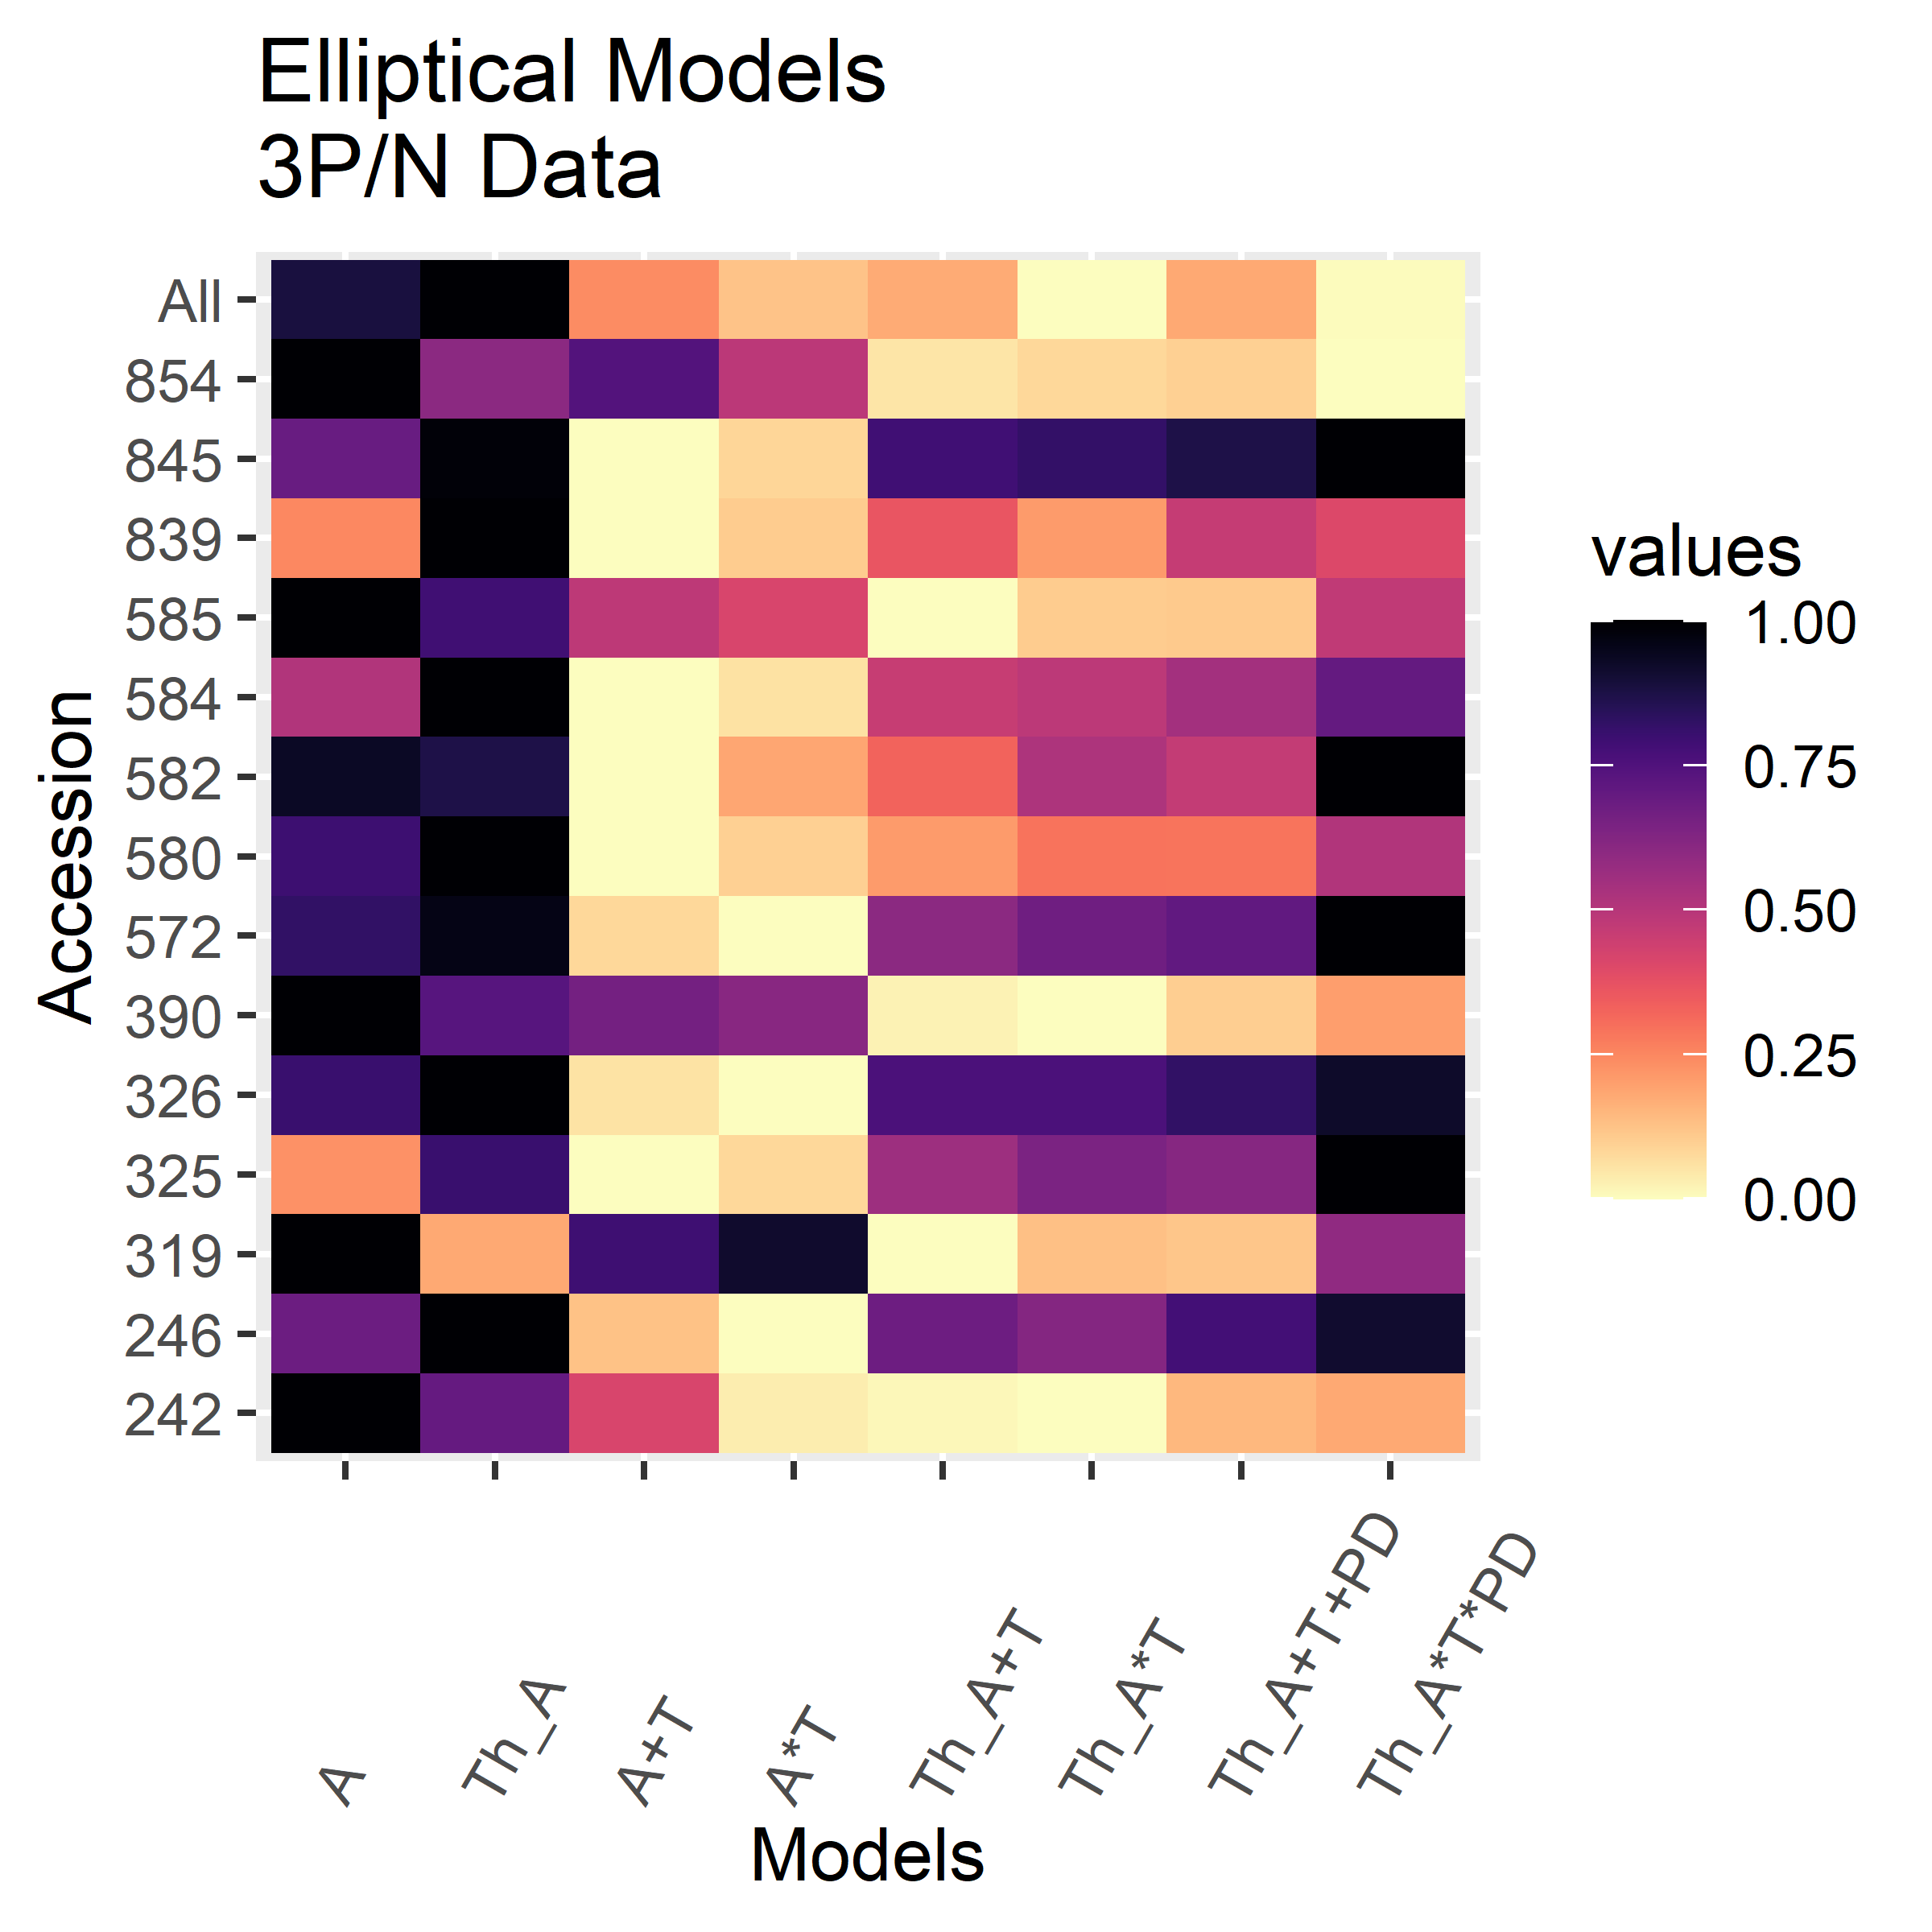 Elliptical Models
3P/N Data
All
854
845
839
585
584
582
580
572
390
326
325
319
246
242
Accession
A
Th_A
A+T
A*T
Th_A+T
Th_A*T
Th_A+T+PD
Th_A*T*PD
Models
values
1.00
0.75
0.50
0.25
0.00